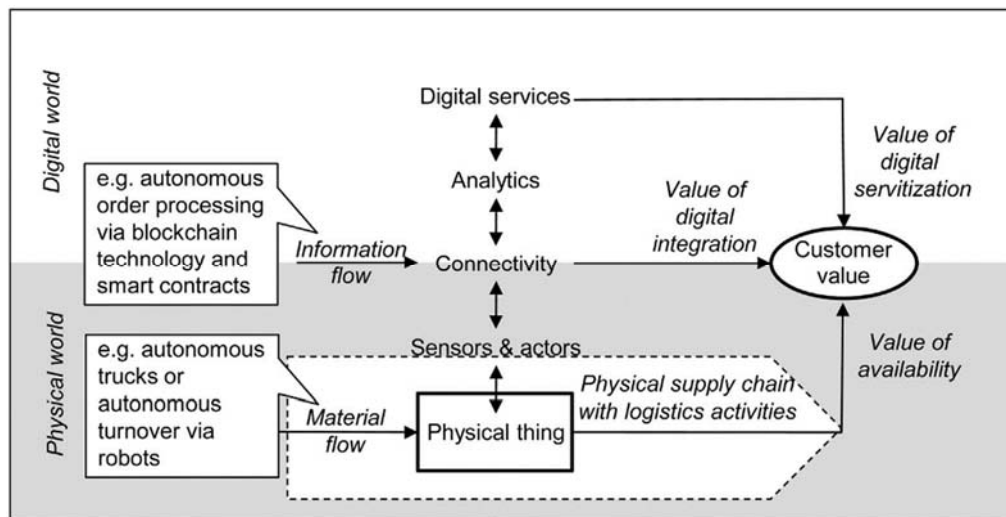 Digital world
Digital services
Value of
digital
servitization
e.g. autonomous
order processing
via blockchain
technology and
smart contracts
Analytics
Value of
digital
integration
Information
flow
Connectivity
Customer
value
Physical world
Sensors & actors
e.g. autonomous
trucks or
autonomous
turnover via
robots
Value of
availability
Physical supply chain
with logistics activities
Material
flow
Physical thing